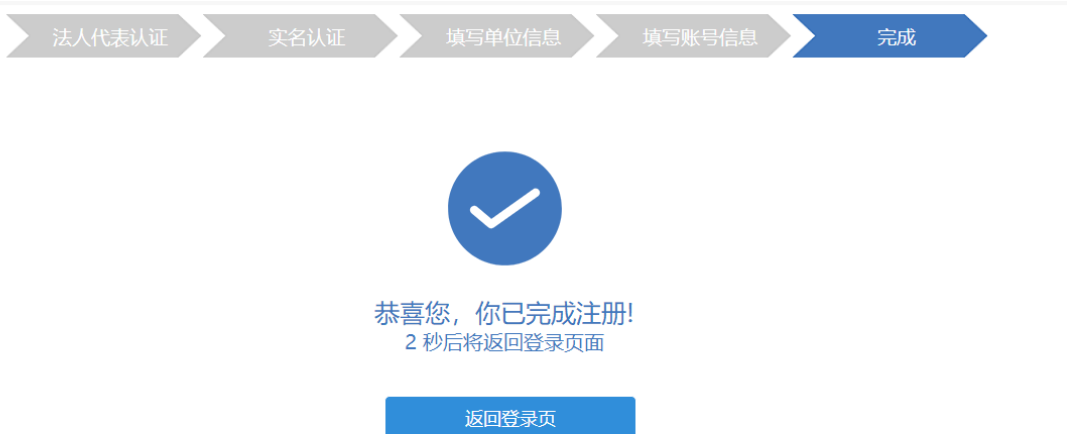 法人代表认证 实名认证 填写单位信息 填写账号信息 完成
恭喜您，你已完成注册!
2 秒后将返回登录页面
返回登录页